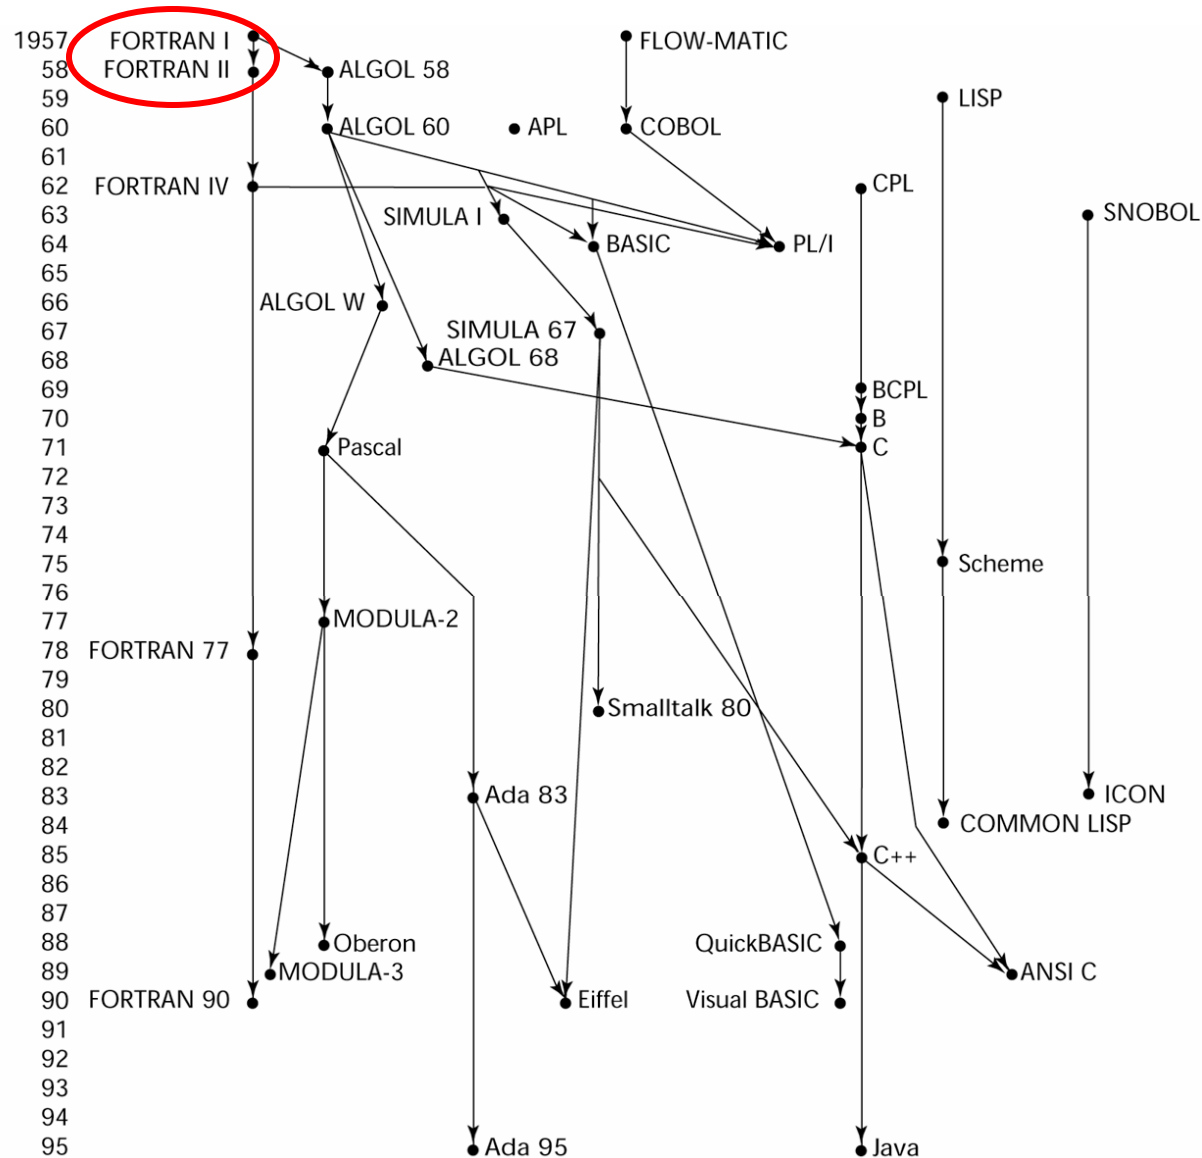 1957 FORTRAN I FLOW-MATIC
58 FORTRAN II ALGOL 58
59 LISP
60 ALGOL 60 APL COBOL
61
62 FORTRAN IV CPL
63 SIMULA I SNOBOL
64 BASIC PL/I
65
66 ALGOL W
67 SIMULA 67
68 ALGOL 68
69 BCPL
70 B
71 Pascal C
72
73
74
75 Scheme
76
77 MODULA-2
78 FORTRAN 77
79
80 Smalltalk 80
81
82
83 Ada 83 ICON
84 COMMON LISP
85 C++
86
87
88 Oberon QuickBASIC
89 MODULA-3 ANSI C
90 FORTRAN 90 Eiffel Visual BASIC
91
92
93
94
95 Ada 95 Java